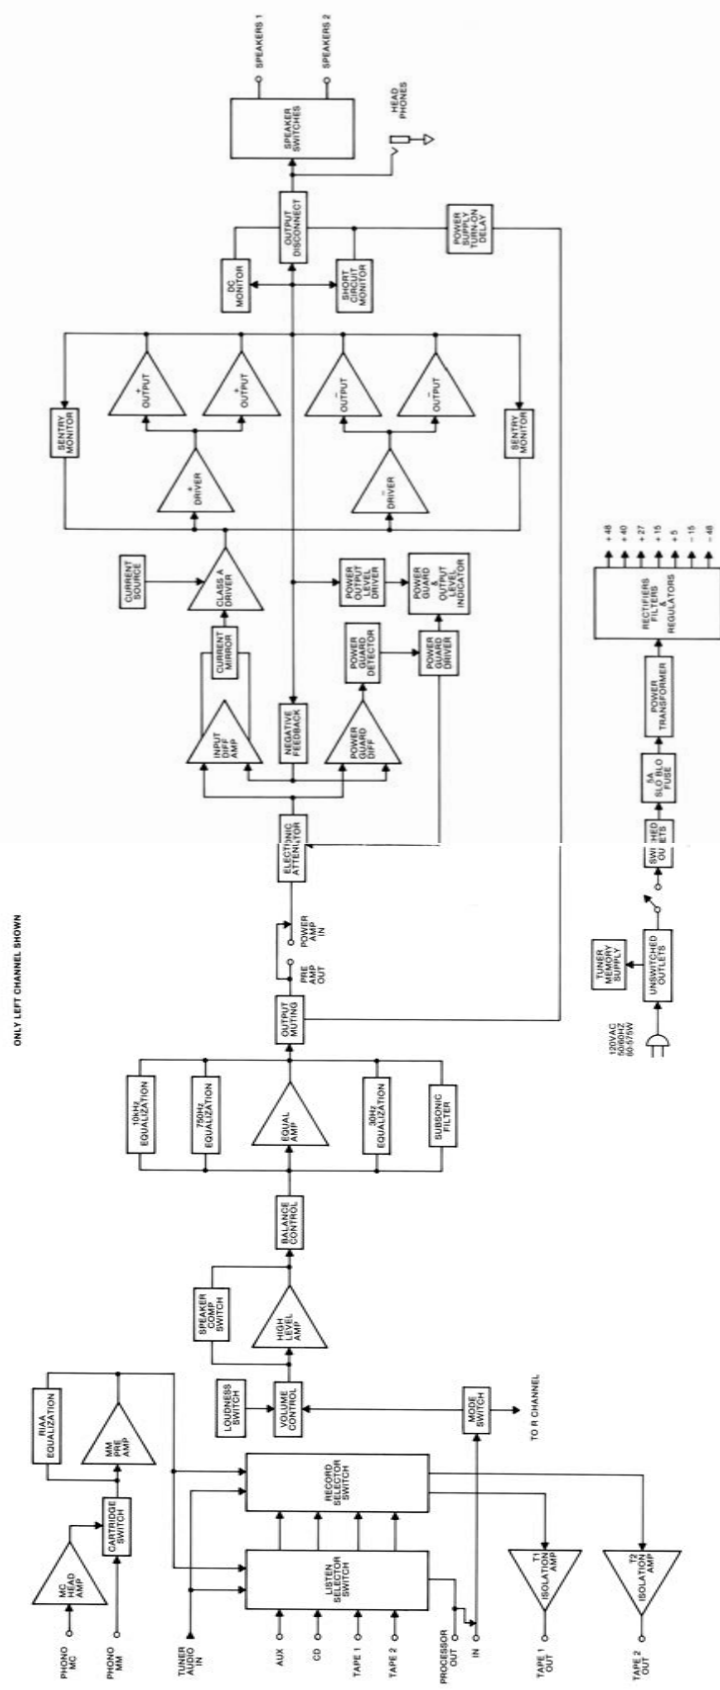 ONLY LEFT CHANNEL SHOWN
PHONO
MC
PHONO
MM
TUNER
AUDIO
IN
AUX
CD
TAPE 1
TAPE 2
PROCESSOR
OUT
IN
TAPE 1
OUT
TAPE 2
OUT
MC
HEAD
AMP
CARTRIDGE
SWITCH
RIAA
EQUALIZATION
MM
PRE
AMP
LISTEN
SELECTOR
SWITCH
RECORD
SELECTOR
SWITCH
T1
ISOLATION
AMP
T2
ISOLATION
AMP
LOUDNESS
SWITCH
VOLUME
CONTROL
MODE
SWITCH
TO R CHANNEL
SPEAKER
COMP
SWITCH
HIGH
LEVEL
AMP
BALANCE
CONTROL
10kHz
EQUALIZATION
750Hz
EQUALIZATION
EQUAL
AMP
30Hz
EQUALIZATION
SUBSONIC
FILTER
OUTPUT
MUTING
PRE
AMP
OUT
POWER
AMP
IN
ELECTRONIC
ATTENUATOR
INPUT
DIFF
AMP
NEGATIVE
FEEDBACK
POWER
GUARD
DIFF
CURRENT
MIRROR
POWER
GUARD
DETECTOR
POWER
GUARD
DRIVER
CURRENT
SOURCE
CLASS A
DRIVER
POWER
OUTPUT
LEVEL
DRIVER
POWER
GUARD
&
OUTPUT
LEVEL
INDICATOR
SENTRY
MONITOR
+
DRIVER
+
OUTPUT
+
OUTPUT
−
DRIVER
−
OUTPUT
−
OUTPUT
SENTRY
MONITOR
DC
MONITOR
SHORT
CIRCUIT
MONITOR
OUTPUT
DISCONNECT
POWER
SUPPLY
TURN-ON
DELAY
SPEAKER
SWITCHES
HEAD
PHONES
SPEAKERS 1
SPEAKERS 2
120VAC
50/60HZ
60-575W
TUNER
MEMORY
SUPPLY
UNSWITCHED
OUTLETS
SWITCHED
OUTLETS
5A
SLO BLO
FUSE
POWER
TRANSFORMER
RECTIFIERS
FILTERS
&
REGULATORS
+48
+40
+27
+15
+5
−15
−48